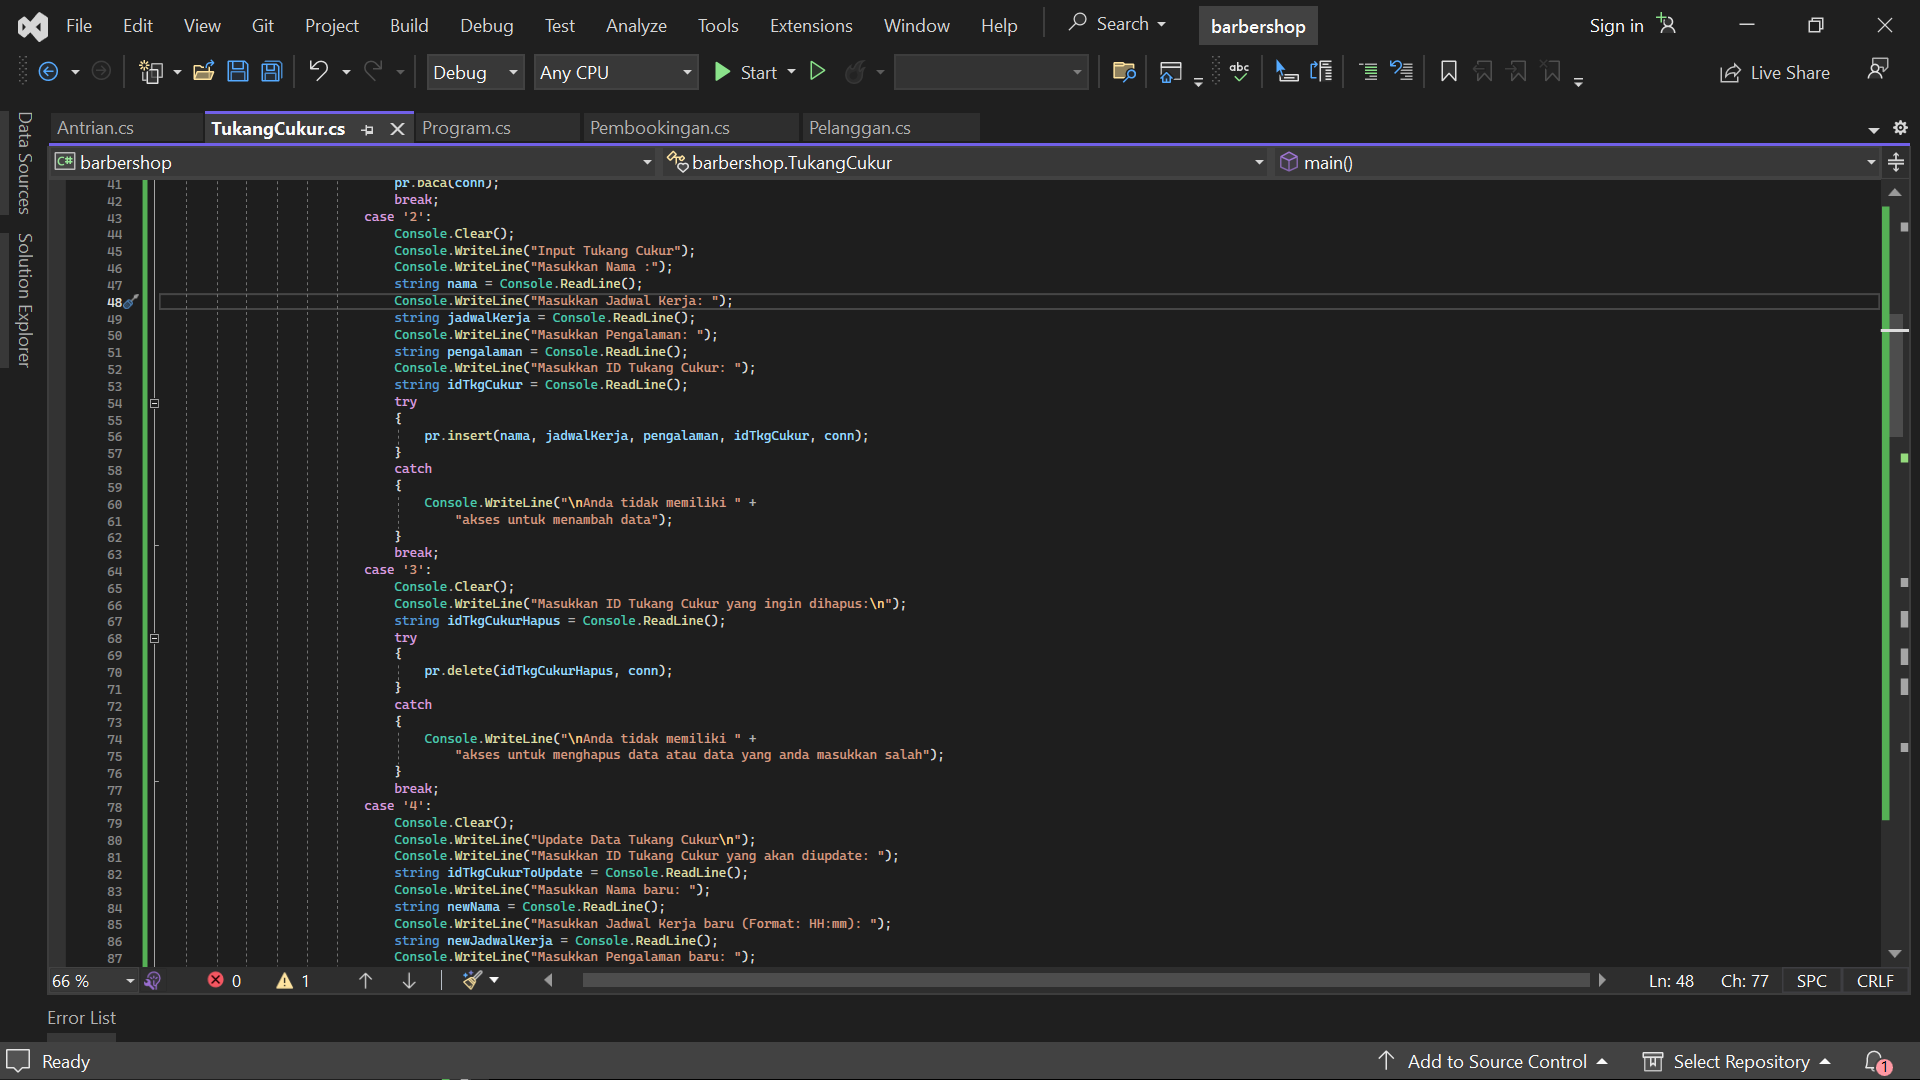 File Edit View Git Project Build Debug Test Analyze Tools Extensions Window Help Search barbershop Sign in
Debug Any CPU Start abc Live Share
Data Sources
Solution Explorer
Antrian.cs TukangCukur.cs Program.cs Pembookingan.cs Pelanggan.cs
C# barbershop barbershop.TukangCukur main()
41 pr.baca(conn);
42 break;
43 case '2':
44 Console.Clear();
45 Console.WriteLine("Input Tukang Cukur");
46 Console.WriteLine("Masukkan Nama :");
47 string nama = Console.ReadLine();
48 Console.WriteLine("Masukkan Jadwal Kerja: ");
49 string jadwalKerja = Console.ReadLine();
50 Console.WriteLine("Masukkan Pengalaman: ");
51 string pengalaman = Console.ReadLine();
52 Console.WriteLine("Masukkan ID Tukang Cukur: ");
53 string idTkgCukur = Console.ReadLine();
54 try
55 {
56 pr.insert(nama, jadwalKerja, pengalaman, idTkgCukur, conn);
57 }
58 catch
59 {
60 Console.WriteLine("\nAnda tidak memiliki " +
61 "akses untuk menambah data");
62 }
63 break;
64 case '3':
65 Console.Clear();
66 Console.WriteLine("Masukkan ID Tukang Cukur yang ingin dihapus:\n");
67 string idTkgCukurHapus = Console.ReadLine();
68 try
69 {
70 pr.delete(idTkgCukurHapus, conn);
71 }
72 catch
73 {
74 Console.WriteLine("\nAnda tidak memiliki " +
75 "akses untuk menghapus data atau data yang anda masukkan salah");
76 }
77 break;
78 case '4':
79 Console.Clear();
80 Console.WriteLine("Update Data Tukang Cukur\n");
81 Console.WriteLine("Masukkan ID Tukang Cukur yang akan diupdate: ");
82 string idTkgCukurToUpdate = Console.ReadLine();
83 Console.WriteLine("Masukkan Nama baru: ");
84 string newNama = Console.ReadLine();
85 Console.WriteLine("Masukkan Jadwal Kerja baru (Format: HH:mm): ");
86 string newJadwalKerja = Console.ReadLine();
87 Console.WriteLine("Masukkan Pengalaman baru: ");
66 % 0 1 Ln: 48 Ch: 77 SPC CRLF
Error List
Ready Add to Source Control Select Repository 1